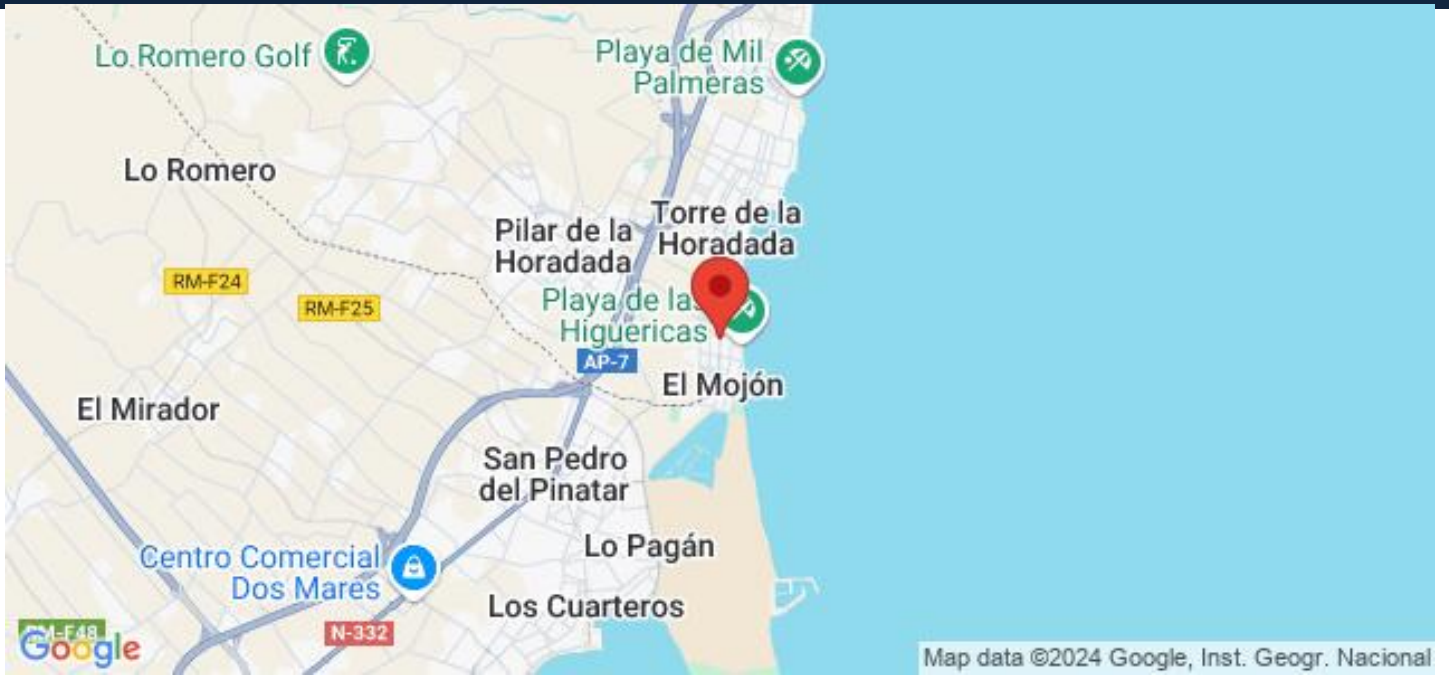 Lo Romero Golf
Playa de Mil
Palmeras
Lo Romero
Torre de la
Horadada
Pilar de la
Horadada
RM-F24
RM-F25
Playa de las
Higuericas
AP-7
El Mojón
El Mirador
San Pedro
del Pinatar
Centro Comercial
Dos Mares
Lo Pagán
Los Cuarteros
RM-F48
Google
N-332
Map data ©2024 Google, Inst. Geogr. Nacional